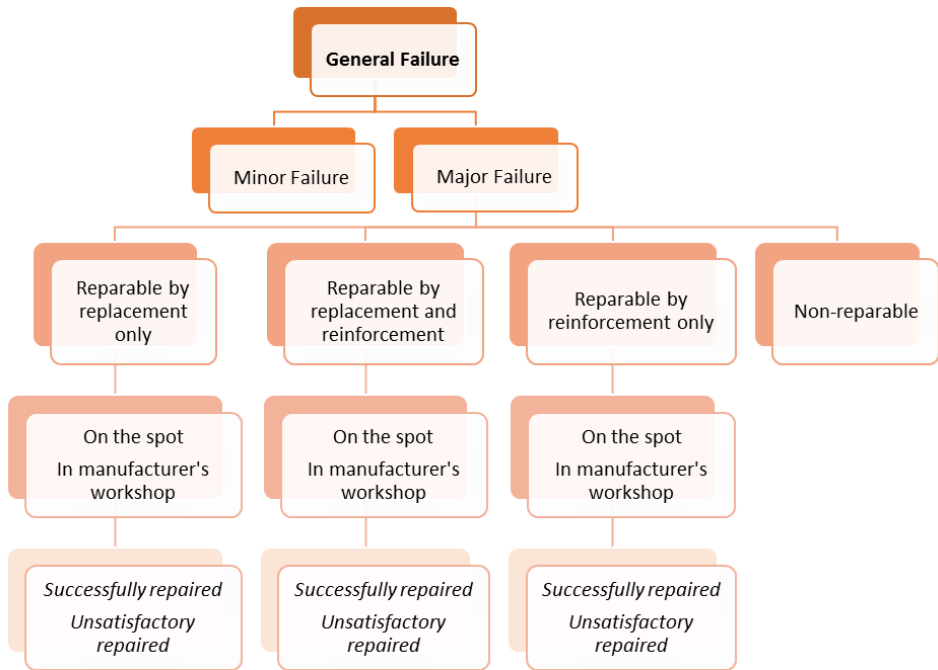 General Failure
Minor Failure
Major Failure
Reparable by
replacement
only
Reparable by
replacement and
reinforcement
Reparable by
reinforcement only
Non-reparable
On the spot
In manufacturer's
workshop
On the spot
In manufacturer's
workshop
On the spot
In manufacturer's
workshop
Successfully repaired
Unsatisfactory
repaired
Successfully repaired
Unsatisfactory
repaired
Successfully repaired
Unsatisfactory
repaired